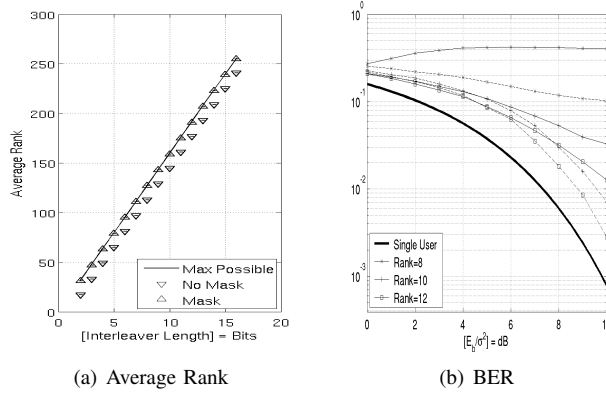 300
250
200
150
100
50
0
Average Rank
0 5 10 15 20
[Interleaver Length] = Bits
Max Possible
No Mask
Mask
(a) Average Rank
10^0
10^-1
10^-2
10^-3
Single User
Rank=8
Rank=10
Rank=12
0 2 4 6 8 10
[E_b/σ^2] = dB
(b) BER